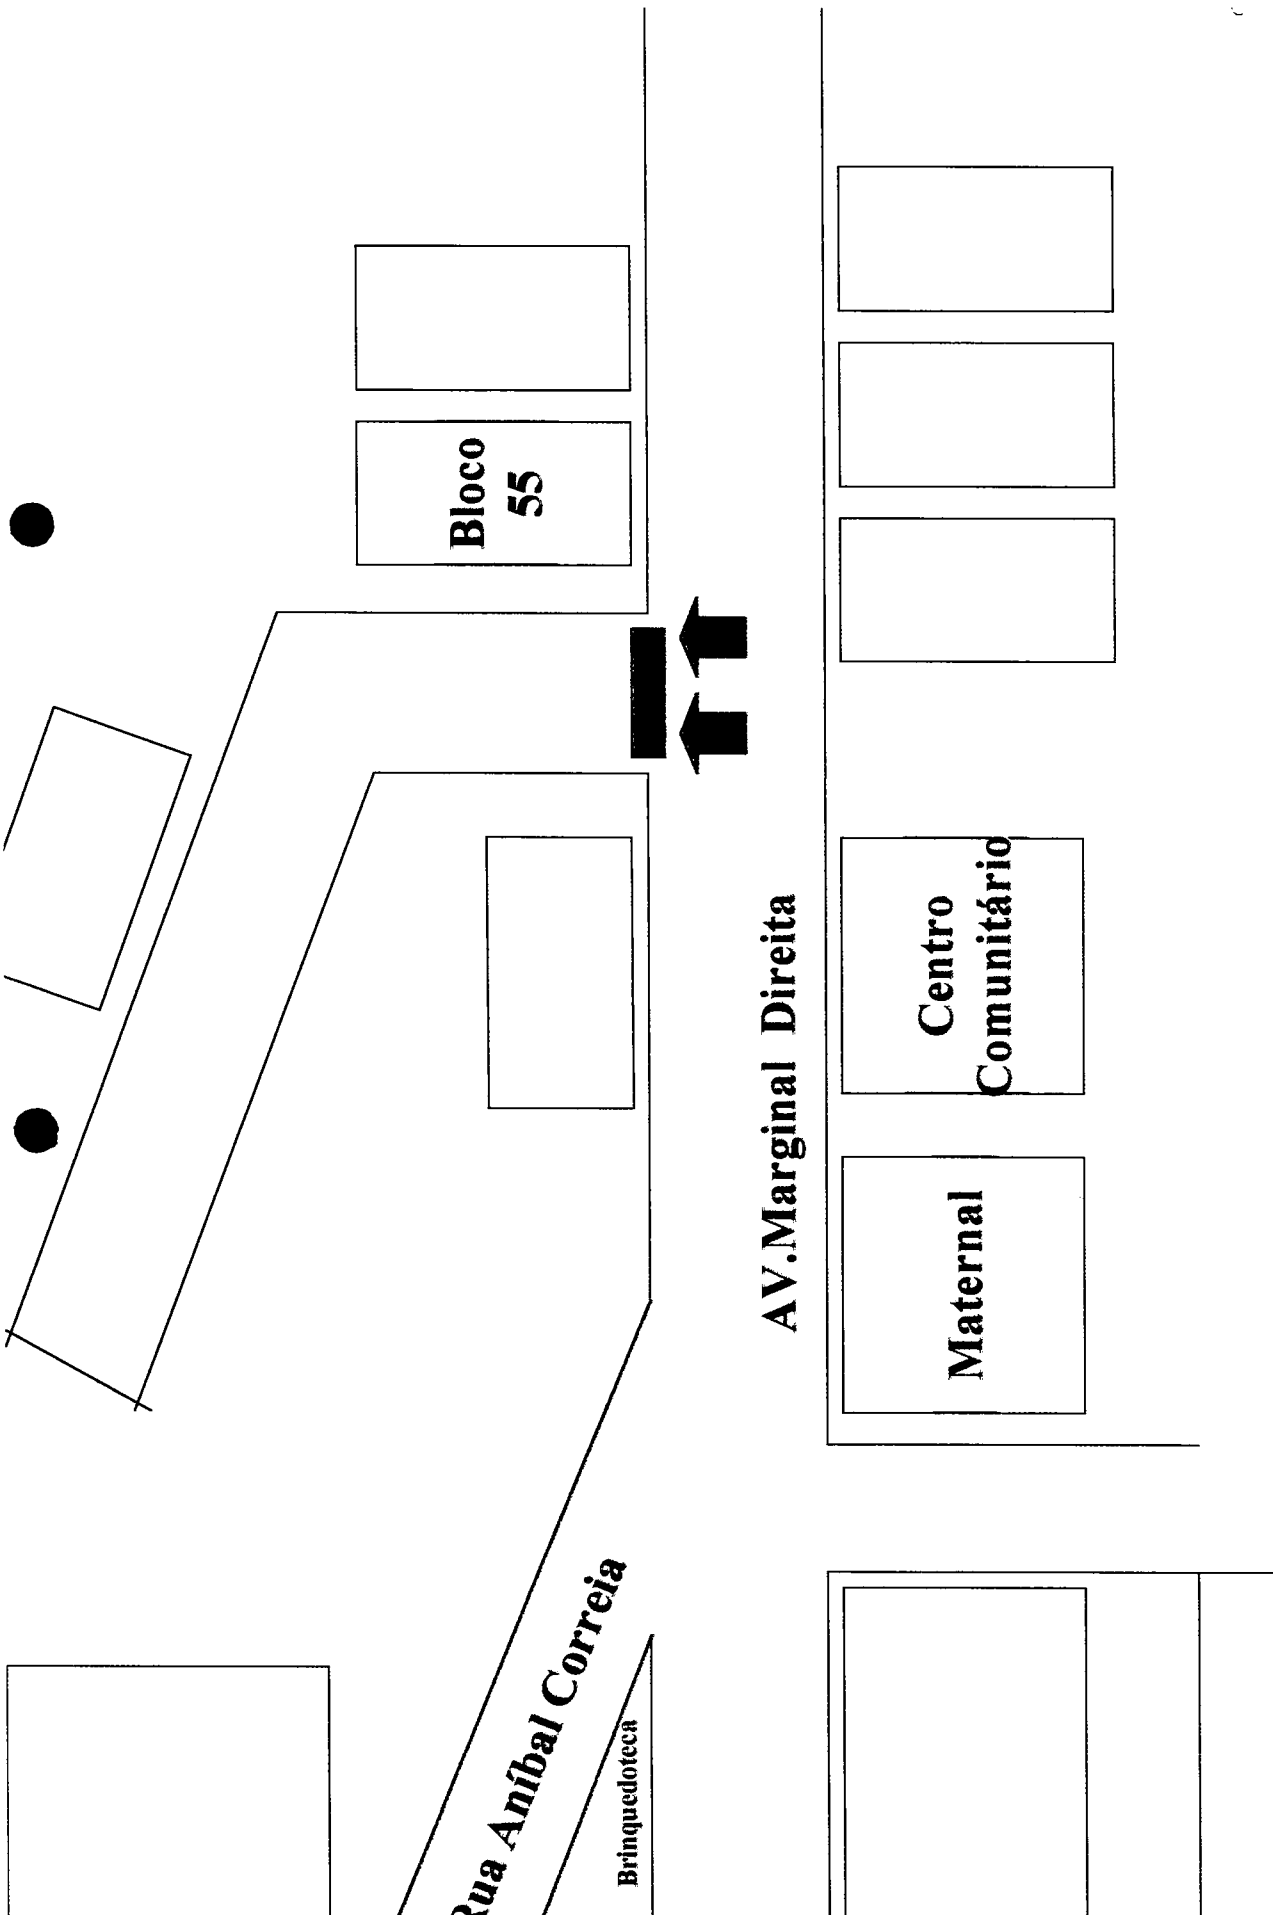 Bloco
55
AV.Marginal Direita
Centro
Comunitário
Maternal
Rua Aníbal Correia
Brinquedoteca